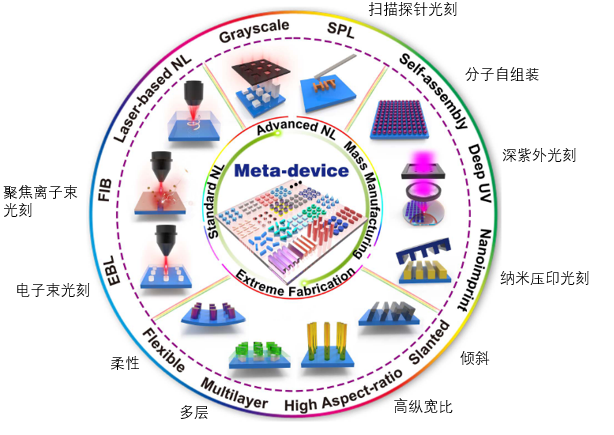 扫描探针光刻
Grayscale
SPL
Laser-based NL
Self-assembly
分子自组装
Advanced NL
深紫外光刻
Deep UV
Standard NL
Meta-device
Mass Manufacturing
FIB
聚焦离子束
光刻
EBL
Nanoimprint
纳米压印光刻
电子束光刻
Extreme Fabrication
Flexible
Slanted
倾斜
柔性
Multilayer
High Aspect-ratio
高纵宽比
多层